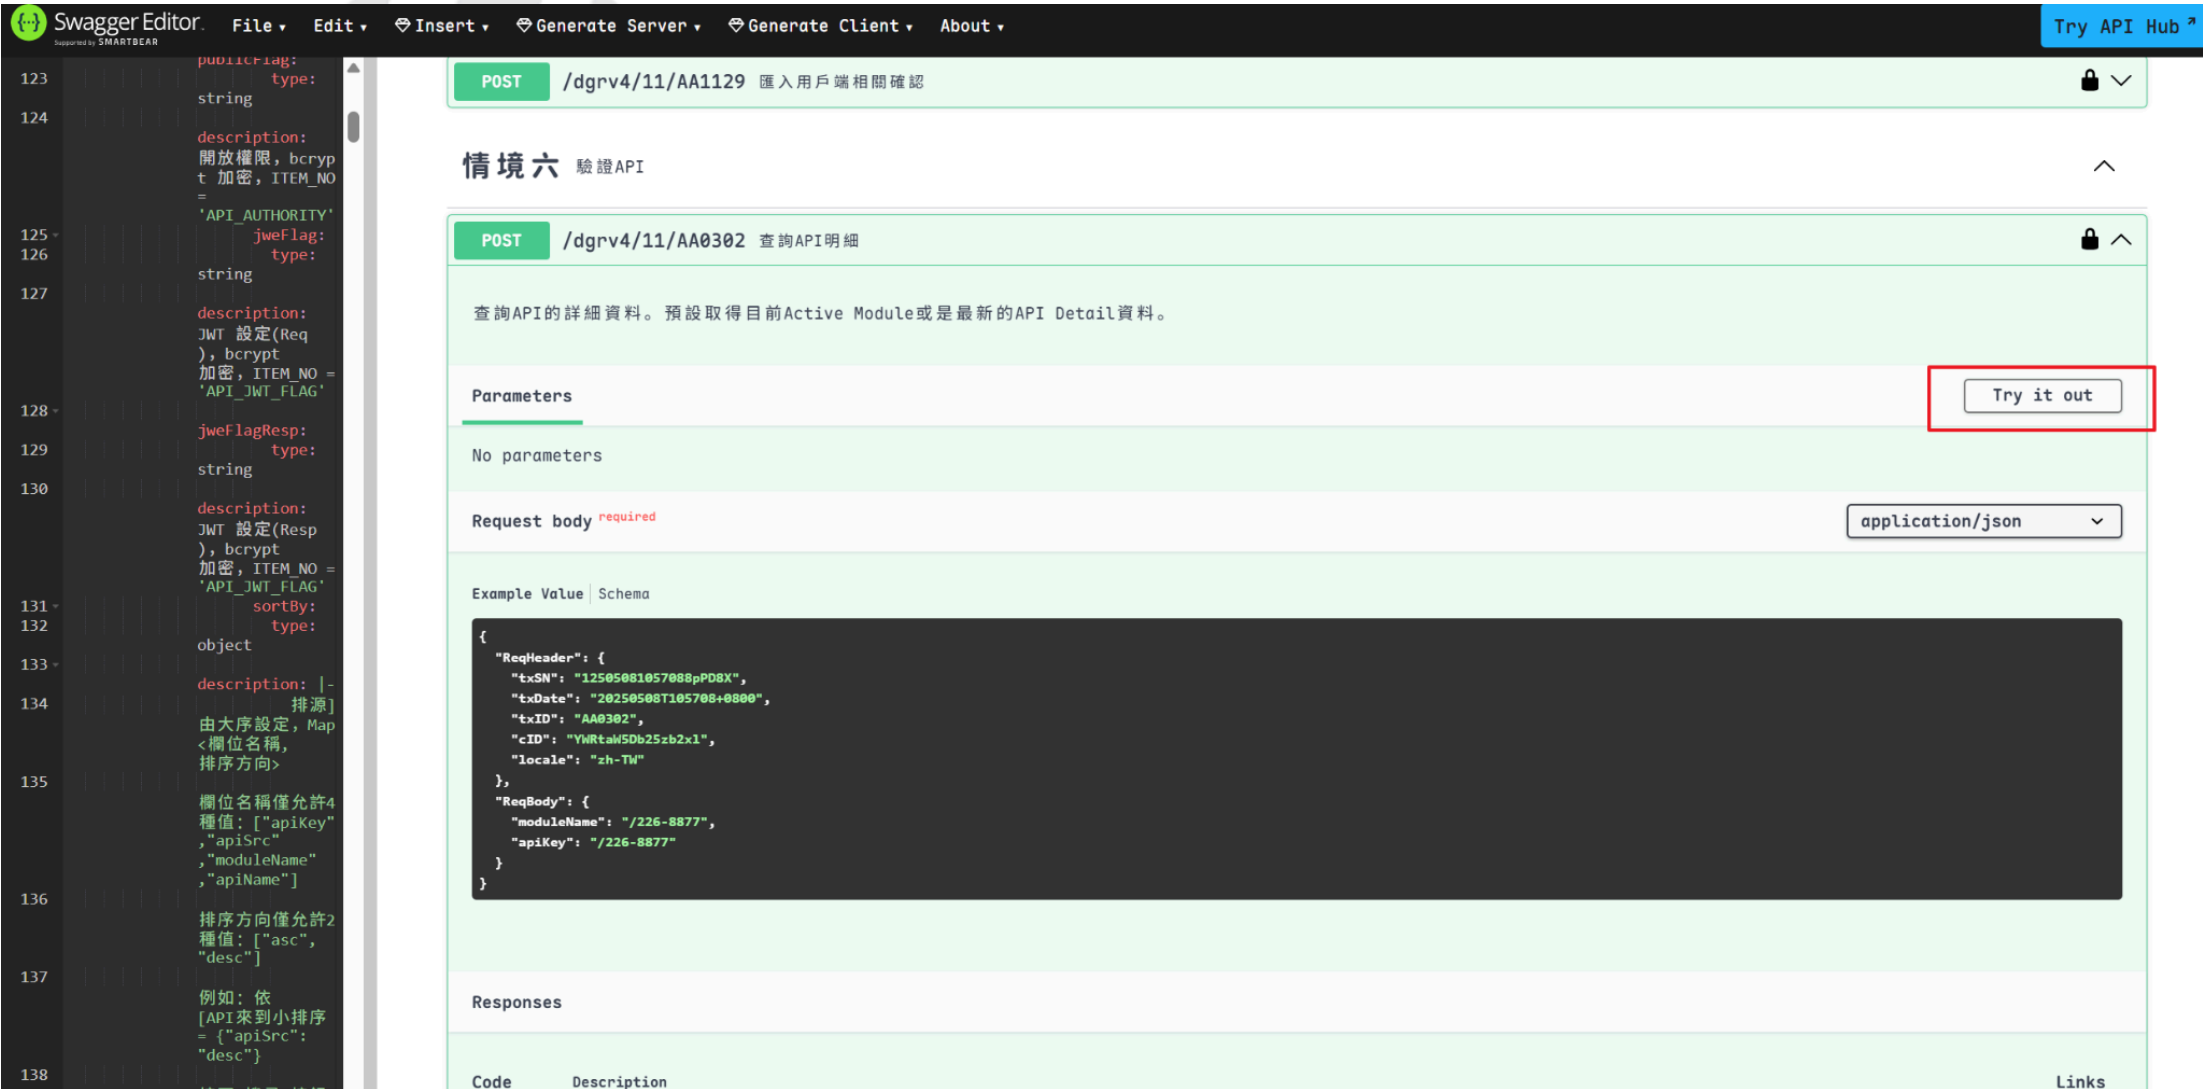 Swagger Editor.
Supported by SMARTBEAR
File Edit Insert Generate Server Generate Client About
Try API Hub
publicFlag:
123 type:
string
124
description:
開放權限, bcryp
t 加密, ITEM_NO
=
'API_AUTHORITY'
125 jweFlag:
126 type:
string
127
description:
JWT 設定(Req
), bcrypt
加密, ITEM_NO =
'API_JWT_FLAG'
128
jweFlagResp:
129 type:
string
130
description:
JWT 設定(Resp
), bcrypt
加密, ITEM_NO =
'API_JWT_FLAG'
131 sortBy:
132 type:
object
133
description: |-
134 排源]
由大序設定, Map
<欄位名稱,
排序方向>
135
欄位名稱僅允許4
種值: ["apiKey"
,"apiSrc"
,"moduleName"
,"apiName"]
136
排序方向僅允許2
種值: ["asc",
"desc"]
137
例如: 依
[API來到小排序
= {"apiSrc":
"desc"}
138
POST /dgrv4/11/AA1129 匯入用戶端相關確認
情境六 驗證API
POST /dgrv4/11/AA0302 查詢API明細
查詢API的詳細資料。預設取得目前Active Module或是最新的API Detail資料。
Parameters
Try it out
No parameters
Request body required
application/json
Example Value | Schema
{
"ReqHeader": {
"txSN": "12505081057088pPD8X",
"txDate": "20250508T105708+0800",
"txID": "AA0302",
"cID": "YWRtaW5Db25zb2xl",
"locale": "zh-TW"
},
"ReqBody": {
"moduleName": "/226-8877",
"apiKey": "/226-8877"
}
}
Responses
Code Description Links